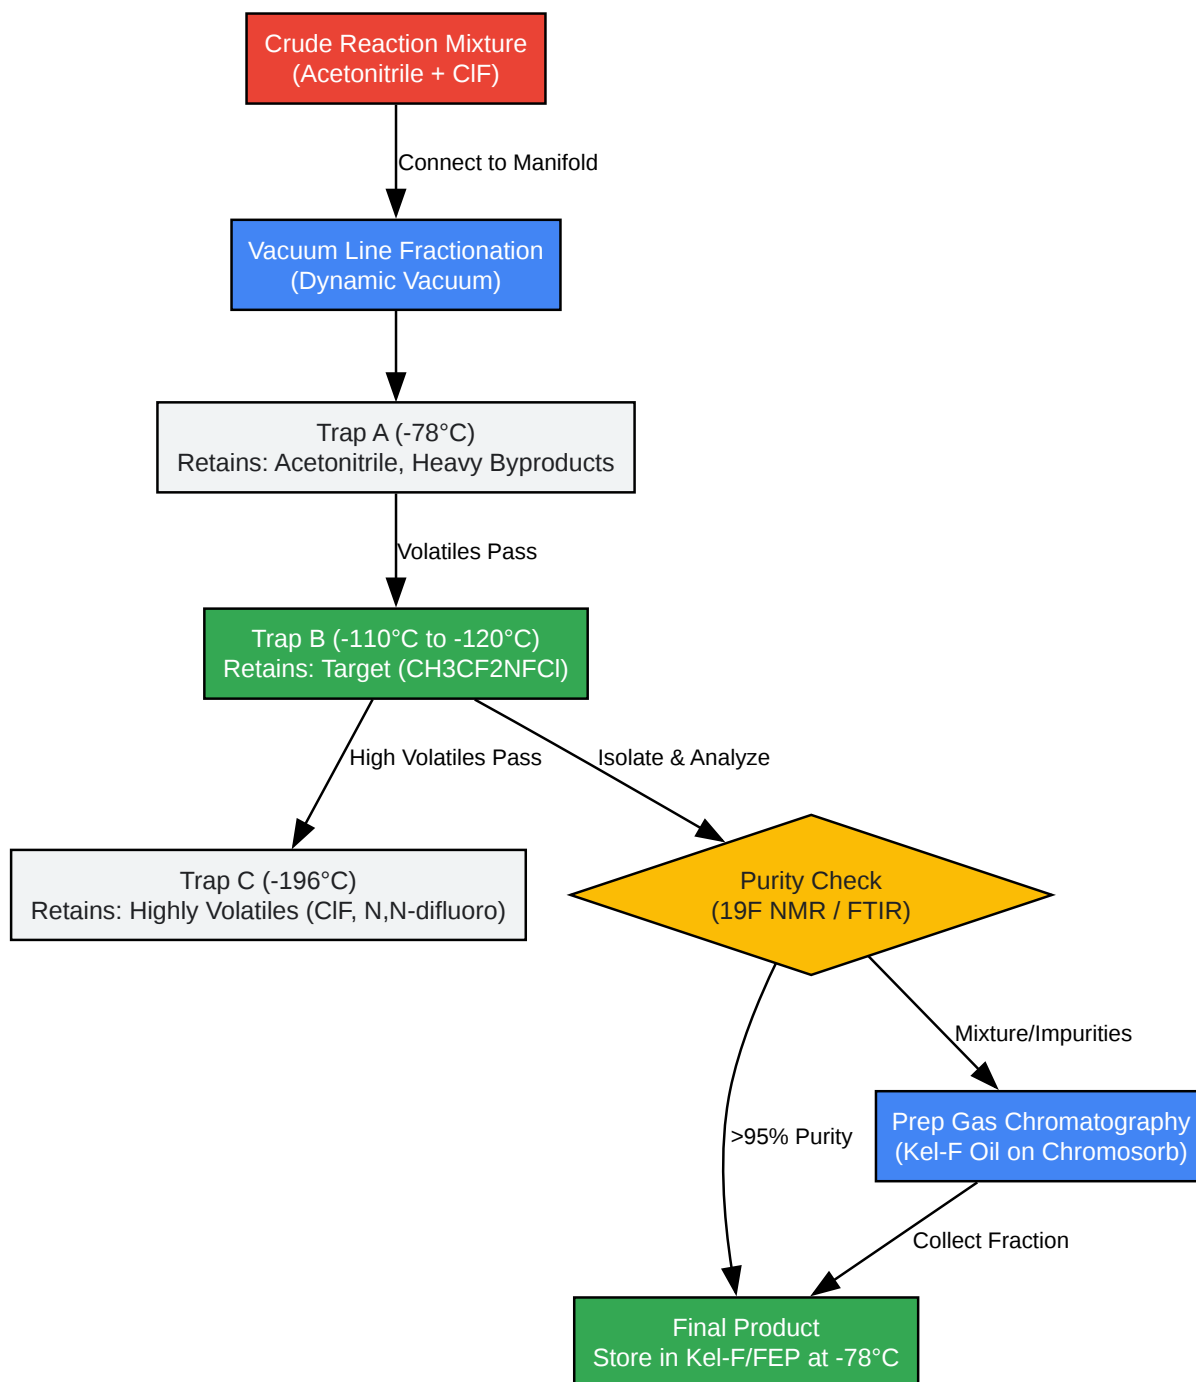 Crude Reaction Mixture
(Acetonitrile + ClF)
Connect to Manifold
Vacuum Line Fractionation
(Dynamic Vacuum)
Trap A (-78°C)
Retains: Acetonitrile, Heavy Byproducts
Volatiles Pass
Trap B (-110°C to -120°C)
Retains: Target (CH3CF2NFCl)
High Volatiles Pass
Isolate & Analyze
Trap C (-196°C)
Retains: Highly Volatiles (ClF, N,N-difluoro)
Purity Check
(19F NMR / FTIR)
Mixture/Impurities
>95% Purity
Prep Gas Chromatography
(Kel-F Oil on Chromosorb)
Collect Fraction
Final Product
Store in Kel-F/FEP at -78°C